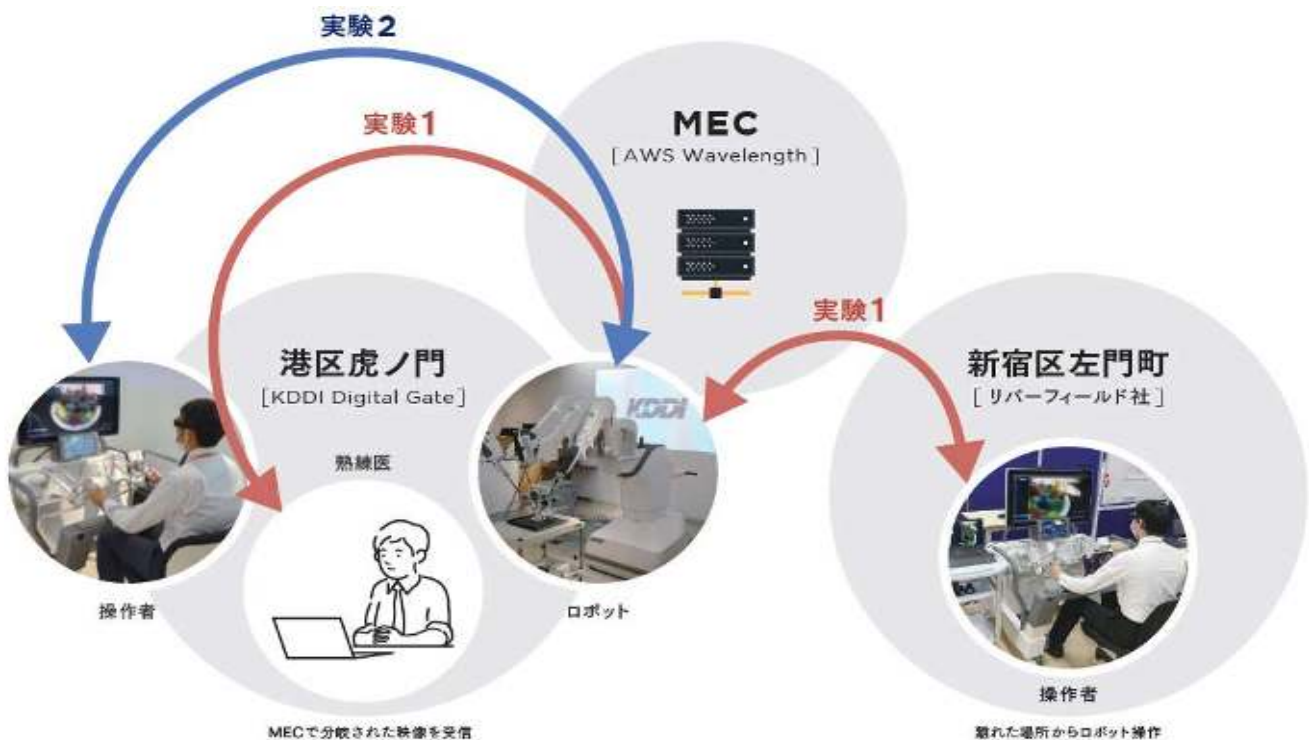 実験2
実験1
MEC
[AWS Wavelength]
実験1
港区虎ノ門
[KDDI Digital Gate]
熟練医
KDDI
新宿区左門町
[リバーフィールド社]
操作者
ロボット
操作者
MECで分岐された映像を受信
離れた場所からロボット操作